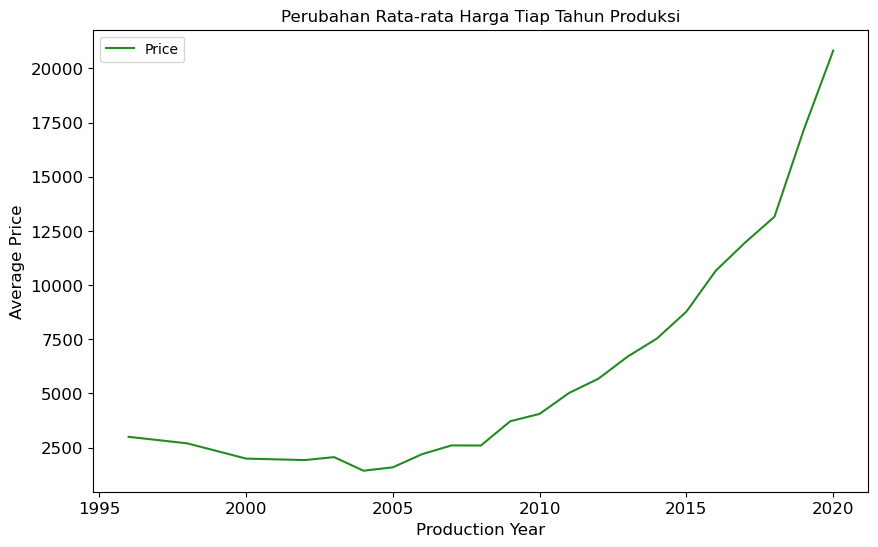 Perubahan Rata-rata Harga Tiap Tahun Produksi
Price
20000
17500
15000
12500
10000
7500
5000
2500
Average Price
1995 2000 2005 2010 2015 2020
Production Year